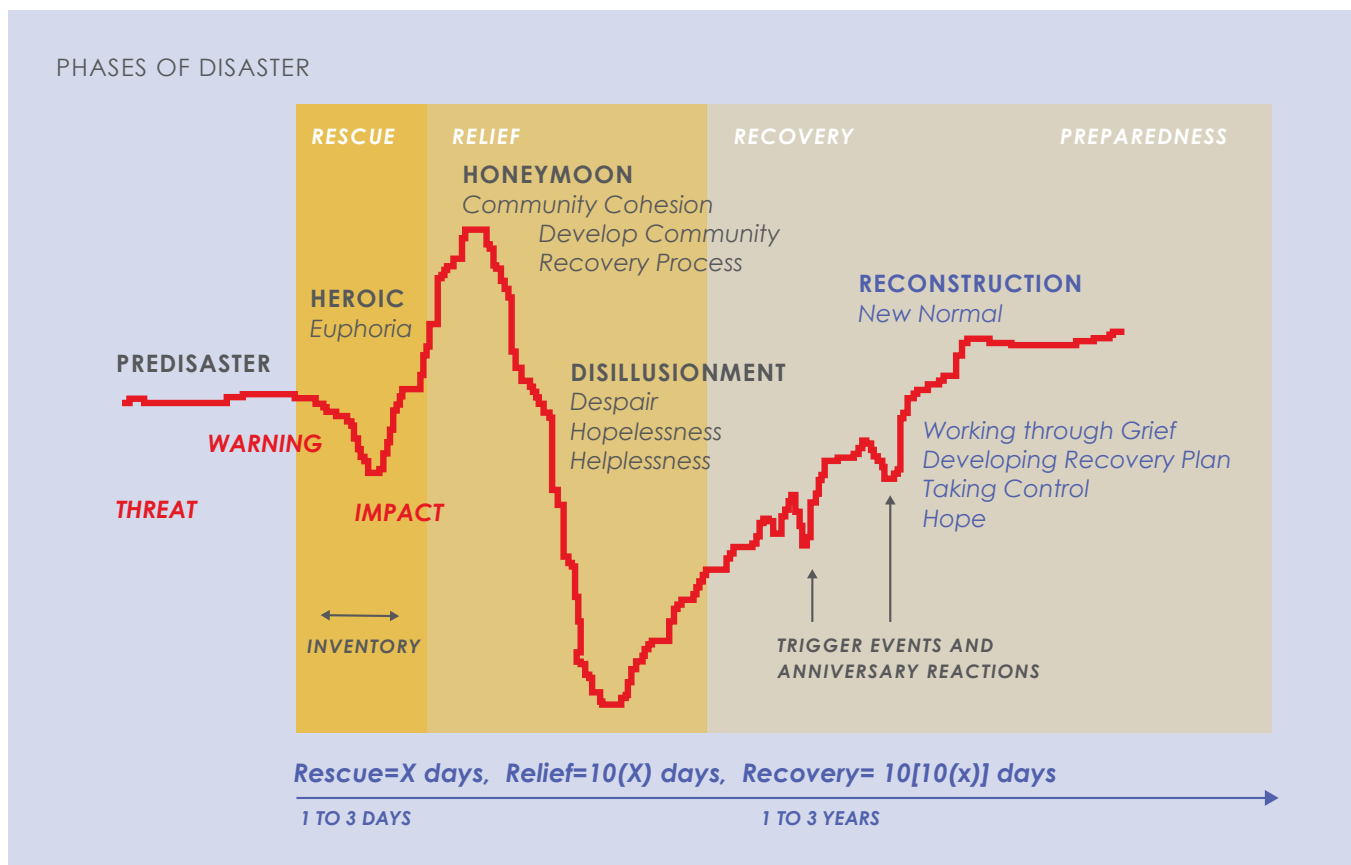 PHASES OF DISASTER
RESCUE
RELIEF
RECOVERY
PREPAREDNESS
HONEYMOON
Community Cohesion
Develop Community
Recovery Process
HEROIC
Euphoria
RECONSTRUCTION
New Normal
PREDISASTER
DISILLUSIONMENT
Despair
Hopelessness
Helplessness
WARNING
THREAT
IMPACT
Working through Grief
Developing Recovery Plan
Taking Control
Hope
INVENTORY
TRIGGER EVENTS AND
ANNIVERSARY REACTIONS
Rescue=X days, Relief=10(X) days, Recovery= 10[10(x)] days
1 TO 3 DAYS
1 TO 3 YEARS